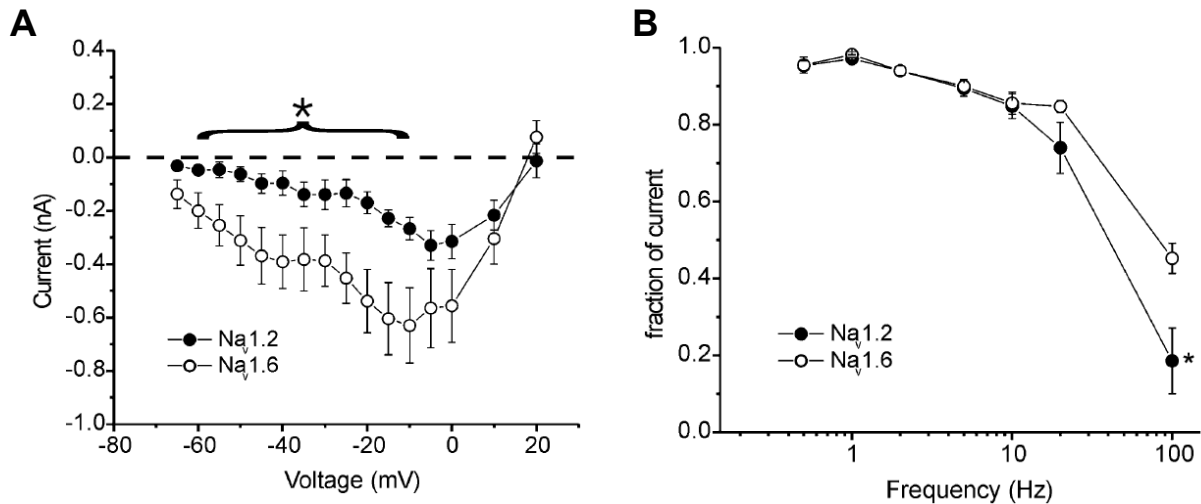 A
0.4
0.2
0.0
-0.2
-0.4
-0.6
-0.8
-1.0
Current (nA)
*
Nav1.2
Nav1.6
-80 -60 -40 -20 0 20
Voltage (mV)
B
1.0
0.8
0.6
0.4
0.2
0.0
fraction of current
Nav1.2
Nav1.6
*
1 10 100
Frequency (Hz)